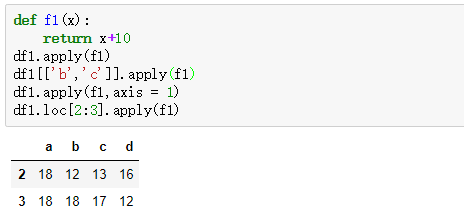 def f1(x):
    return x+10
df1.apply(f1)
df1[['b','c']].apply(f1)
df1.apply(f1,axis = 1)
df1.loc[2:3].apply(f1)
a b c d
2 18 12 13 16
3 18 18 17 12